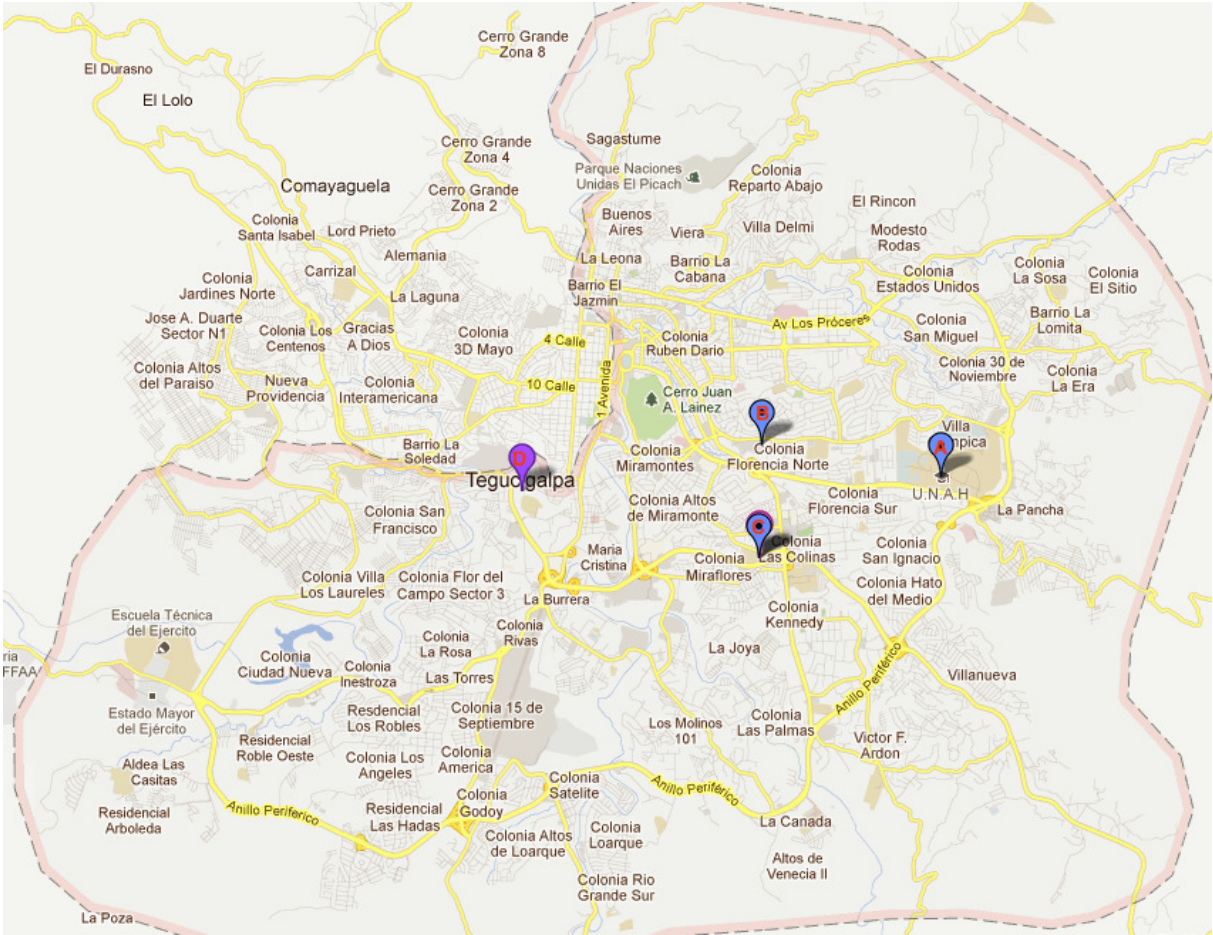 Cerro Grande
Zona 8
El Durasno
El Lolo
Sagastume
Cerro Grande
Zona 4
Parque Naciones
Unidas El Picach
Colonia
Reparto Abajo
Comayaguela
Cerro Grande
Zona 2
El Rincon
Buenos
Aires
Viera
Villa Delmi
Modesto
Rodas
Colonia
Santa Isabel
Lord Prieto
Alemania
La Leona
Barrio La
Cabana
Colonia
Estados Unidos
Colonia
La Sosa
Colonia
El Sitio
Carrizal
Colonia
Jardines Norte
La Laguna
Barrio El
Jazmin
Jose A. Duarte
Sector N1
Colonia Los
Centenos
Gracias
A Dios
Colonia
3D Mayo
4 Calle
Colonia
Ruben Dario
Av Los Próceres
Colonia
San Miguel
Barrio La
Lomita
Colonia Altos
del Paraiso
Nueva
Providencia
Colonia
Interamericana
10 Calle
1 Avenida
Cerro Juan
A. Lainez
Colonia 30 de
Noviembre
Colonia
La Era
B
Villa
mpica
A
Barrio La
Soledad
D
Colonia
Miramontes
Colonia
Florencia Norte
Tegucigalpa
El
U.N.A.H
Colonia San
Francisco
Colonia Altos
de Miramonte
Colonia
Florencia Sur
La Pancha
C
Maria
Cristina
Colonia
Miraflores
Colonia
Las Colinas
Colonia
San Ignacio
Colonia Villa
Los Laureles
Colonia Flor del
Campo Sector 3
La Burrera
Colonia Hato
del Medio
Escuela Técnica
del Ejercito
Colonia
Rivas
Colonia
Kennedy
Colonia
La Rosa
La Joya
ria
FFAA/
Colonia
Ciudad Nueva
Colonia
Inestroza
Las Torres
Villanueva
Anillo Periférico
Estado Mayor
del Ejército
Resdencial
Los Robles
Colonia 15 de
Septiembre
Los Molinos
101
Colonia
Las Palmas
Victor F.
Ardon
Residencial
Roble Oeste
Colonia Los
Angeles
Colonia
America
Aldea Las
Casitas
Colonia
Satelite
Anillo Periférico
Residencial
Arboleda
Anillo Periferico
Residencial
Las Hadas
Colonia
Godoy
La Canada
Colonia Altos
de Loarque
Colonia
Loarque
Altos de
Venecia II
Colonia Rio
Grande Sur
La Poza